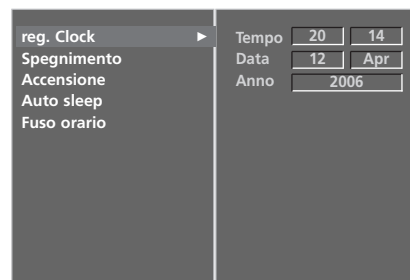 reg. Clock ►
Spegnimento
Accensione
Auto sleep
Fuso orario
Tempo 20 14
Data 12 Apr
Anno 2006